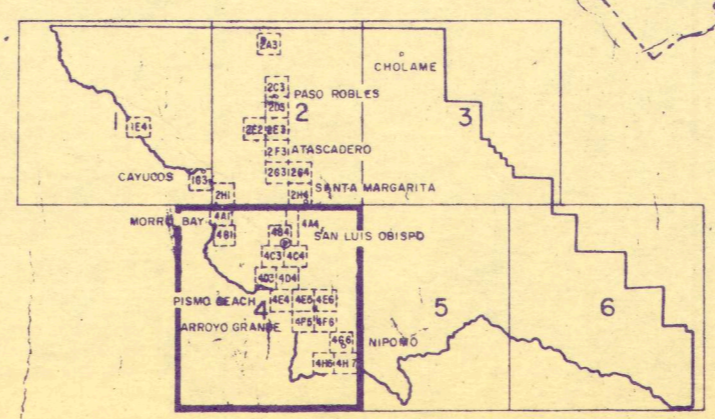 2A3
CHOLAME
2C3
PASO ROBLES
2D3
1
1E4
2E2 2E3
2
3
2F3 ATASCADERO
CAYUCOS
1G3
2G3 2G4
2H1
2H4
SANTA MARGARITA
MORRO BAY
4A1
4A4
4B1
4B4
SAN LUIS OBISPO
4C3 4C4
4D3 4D4
PISMO BEACH
4
4E4 4E5 4E6
5
6
ARROYO GRANDE
4F5 4F6
4G6
NIPOMO
4H6 4H7